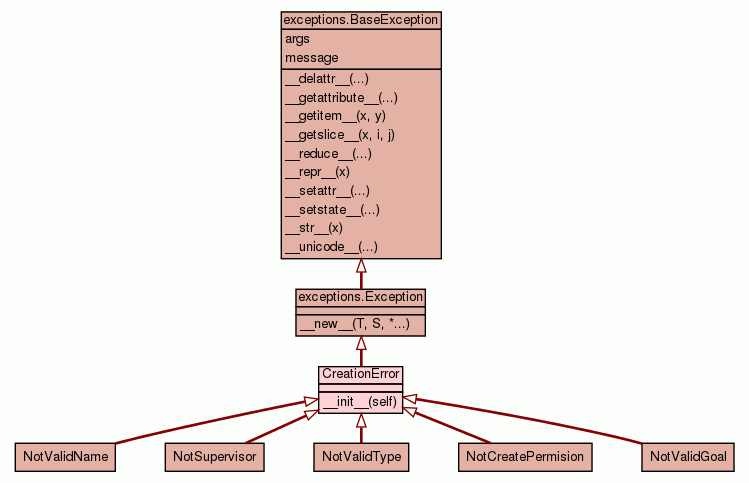 exceptions.BaseException
args
message
__delattr__(...)
__getattribute__(...)
__getitem__(x, y)
__getslice__(x, i, j)
__reduce__(...)
__repr__(x)
__setattr__(...)
__setstate__(...)
__str__(x)
__unicode__(...)
exceptions.Exception
__new__(T, S, *...)
CreationError
__init__(self)
NotValidName
NotSupervisor
NotValidType
NotCreatePermision
NotValidGoal